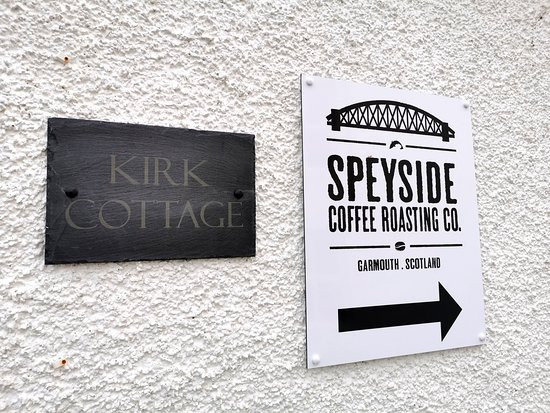 KIRK
COTTAGE
SPEYSIDE
COFFEE ROASTING CO.
GARMOUTH . SCOTLAND